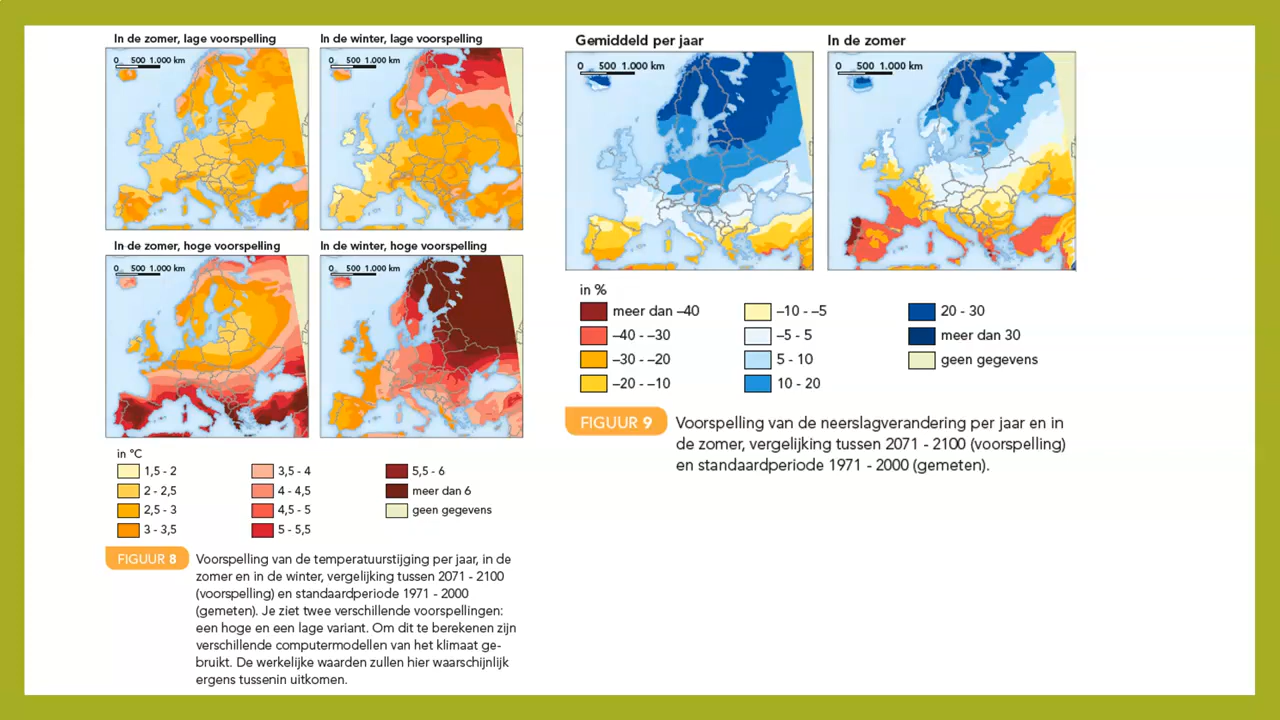 In de zomer, lage voorspelling
0 500 1.000 km
In de winter, lage voorspelling
0 500 1.000 km
In de zomer, hoge voorspelling
0 500 1.000 km
In de winter, hoge voorspelling
0 500 1.000 km
in °C
1,5 - 2
2 - 2,5
2,5 - 3
3 - 3,5
3,5 - 4
4 - 4,5
4,5 - 5
5 - 5,5
5,5 - 6
meer dan 6
geen gegevens
FIGUUR 8
Voorspelling van de temperatuurstijging per jaar, in de
zomer en in de winter, vergelijking tussen 2071 - 2100
(voorspelling) en standaardperiode 1971 - 2000
(gemeten). Je ziet twee verschillende voorspellingen:
een hoge en een lage variant. Om dit te berekenen zijn
verschillende computermodellen van het klimaat ge-
bruikt. De werkelijke waarden zullen hier waarschijnlijk
ergens tussenin uitkomen.
Gemiddeld per jaar
0 500 1.000 km
In de zomer
0 500 1.000 km
in %
meer dan –40
–40 - –30
–30 - –20
–20 - –10
–10 - –5
–5 - 5
5 - 10
10 - 20
20 - 30
meer dan 30
geen gegevens
FIGUUR 9
Voorspelling van de neerslagverandering per jaar en in
de zomer, vergelijking tussen 2071 - 2100 (voorspelling)
en standaardperiode 1971 - 2000 (gemeten).